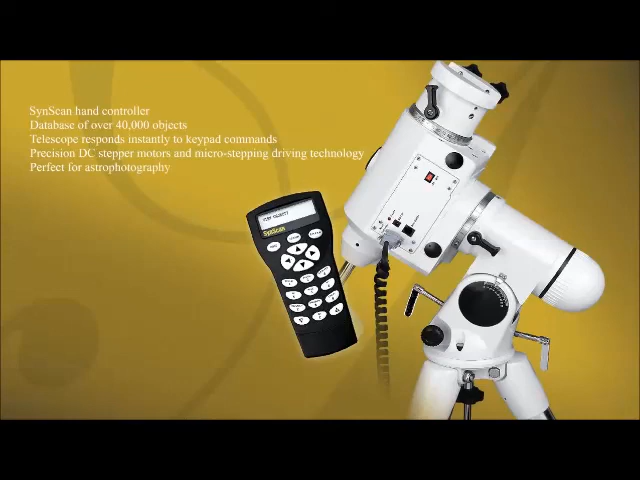 SynScan hand controller
Database of over 40,000 objects
Telescope responds instantly to keypad commands
Precision DC stepper motors and micro-stepping driving technology
Perfect for astrophotography
SynScan